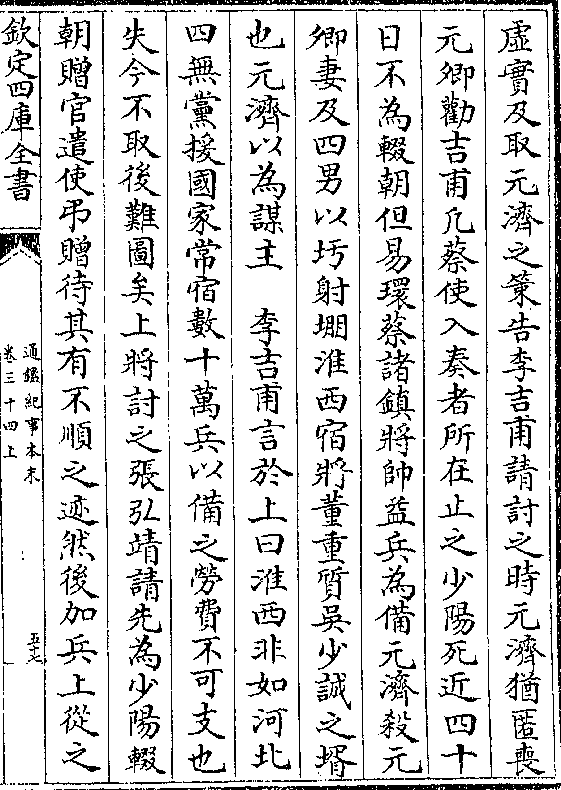 虛實及取元濟之策告李吉甫請討之時元濟猶匿喪
元卿勸吉甫凡蔡使入奏者所在止之少陽死近四十
日不為輟朝但易環蔡諸鎮將帥益兵為備元濟殺元
卿妻及四男以圬射堋淮西宿將董重質吳少誠之壻
也元濟以為謀主　李吉甫言於上曰淮西非如河北
四無黨援國家常宿數十萬兵以備之勞費不可支也
失今不取後難圖矣上將討之張弘靖請先為少陽輟
朝贈官遣使弔贈待其有不順之迹然後加兵上從之
欽定四庫全書
通鑑紀事本末
卷三十四上
五十七